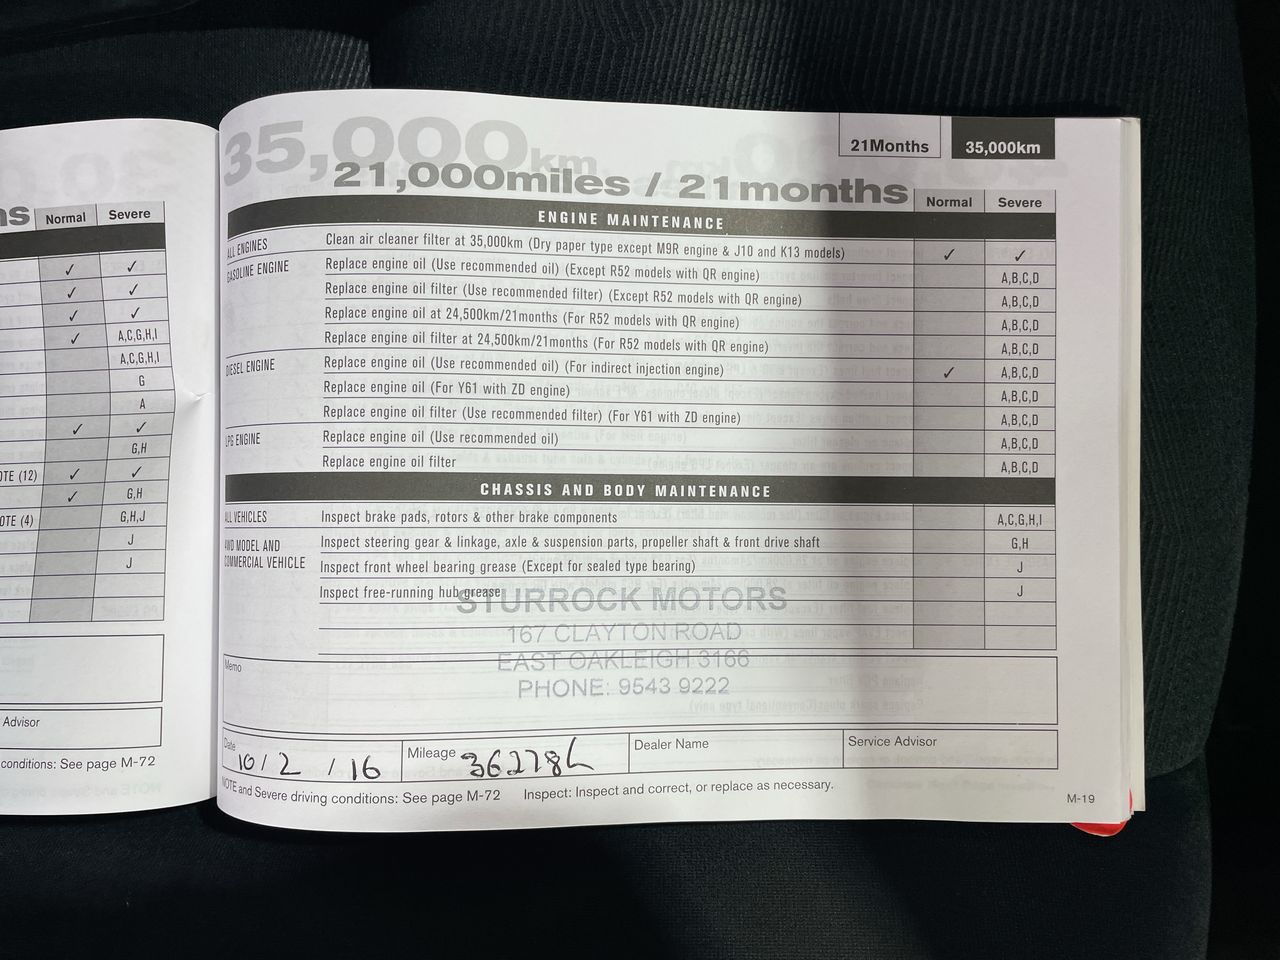 s Normal Severe
✓ ✓
✓ ✓
✓ ✓
✓ A,C,G,H,I
A,C,G,H,I
G
A
✓ ✓
G,H
OTE (12) ✓ ✓
✓ G,H
OTE (4) G,H,J
J
J
Advisor
conditions: See page M-72
35,000km
21,000miles / 21months
21Months 35,000km
Normal Severe
ENGINE MAINTENANCE
ALL ENGINES Clean air cleaner filter at 35,000km (Dry paper type except M9R engine & J10 and K13 models) ✓ ✓
GASOLINE ENGINE Replace engine oil (Use recommended oil) (Except R52 models with QR engine) A,B,C,D
Replace engine oil filter (Use recommended filter) (Except R52 models with QR engine) A,B,C,D
Replace engine oil at 24,500km/21months (For R52 models with QR engine) A,B,C,D
Replace engine oil filter at 24,500km/21months (For R52 models with QR engine) A,B,C,D
DIESEL ENGINE Replace engine oil (Use recommended oil) (For indirect injection engine) ✓ A,B,C,D
Replace engine oil (For Y61 with ZD engine) A,B,C,D
Replace engine oil filter (Use recommended filter) (For Y61 with ZD engine) A,B,C,D
LPG ENGINE Replace engine oil (Use recommended oil) A,B,C,D
Replace engine oil filter A,B,C,D
CHASSIS AND BODY MAINTENANCE
ALL VEHICLES Inspect brake pads, rotors & other brake components A,C,G,H,I
4WD MODEL AND COMMERCIAL VEHICLE Inspect steering gear & linkage, axle & suspension parts, propeller shaft & front drive shaft G,H
Inspect front wheel bearing grease (Except for sealed type bearing) J
Inspect free-running hub grease J
STURROCK MOTORS
167 CLAYTON ROAD
EAST OAKLEIGH 3166
PHONE: 9543 9222
Memo
Date 10 / 2 / 16 Mileage 36278 Dealer Name Service Advisor
NOTE and Severe driving conditions: See page M-72 Inspect: Inspect and correct, or replace as necessary.
M-19